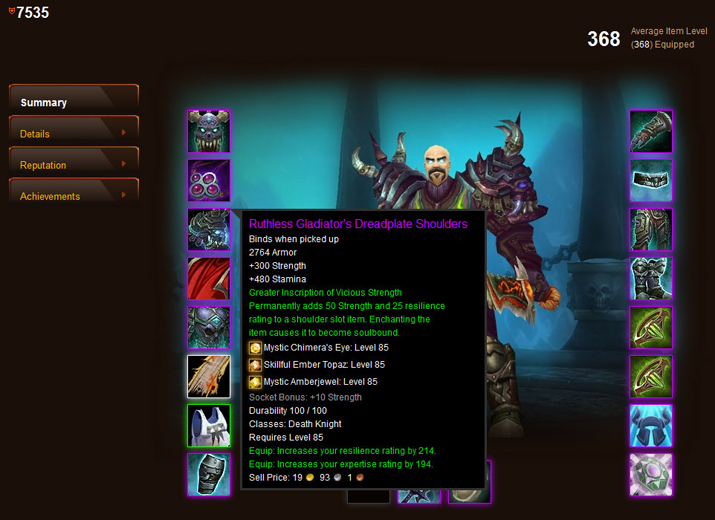 7535
368
Average Item Level
(368) Equipped
Summary
Details
Reputation
Achievements
Ruthless Gladiator's Dreadplate Shoulders
Binds when picked up
2764 Armor
+300 Strength
+480 Stamina
Greater Inscription of Vicious Strength
Permanently adds 50 Strength and 25 resilience
rating to a shoulder slot item. Enchanting the
item causes it to become soulbound.
Mystic Chimera's Eye: Level 85
Skillful Ember Topaz: Level 85
Mystic Amberjewel: Level 85
Socket Bonus: +10 Strength
Durability 100 / 100
Classes: Death Knight
Requires Level 85
Equip: Increases your resilience rating by 214.
Equip: Increases your expertise rating by 194.
Sell Price: 19 93 1